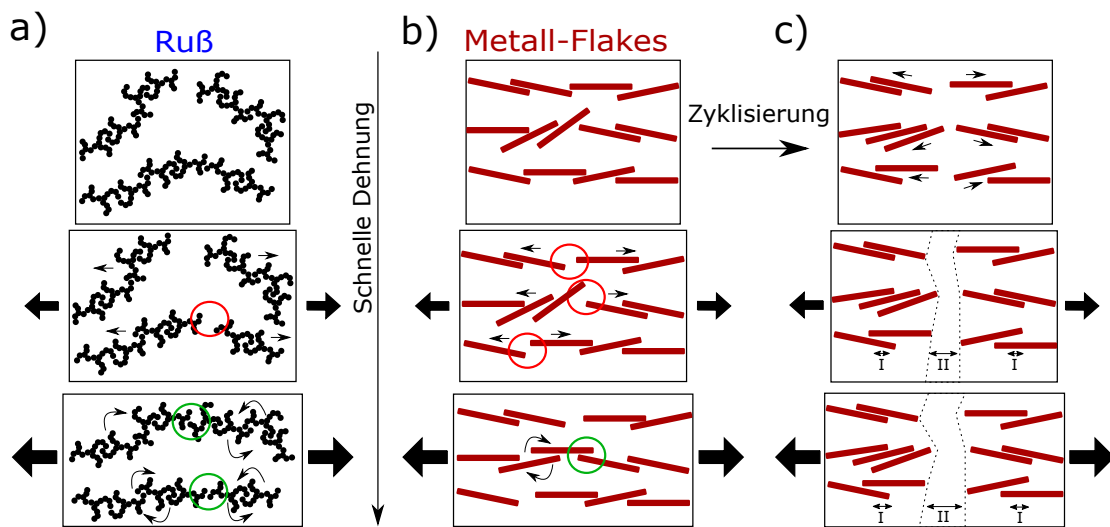 a)
Ruß
b)
Metall-Flakes
c)
Schnelle Dehnung
Zyklisierung
I
II
I
I
II
I